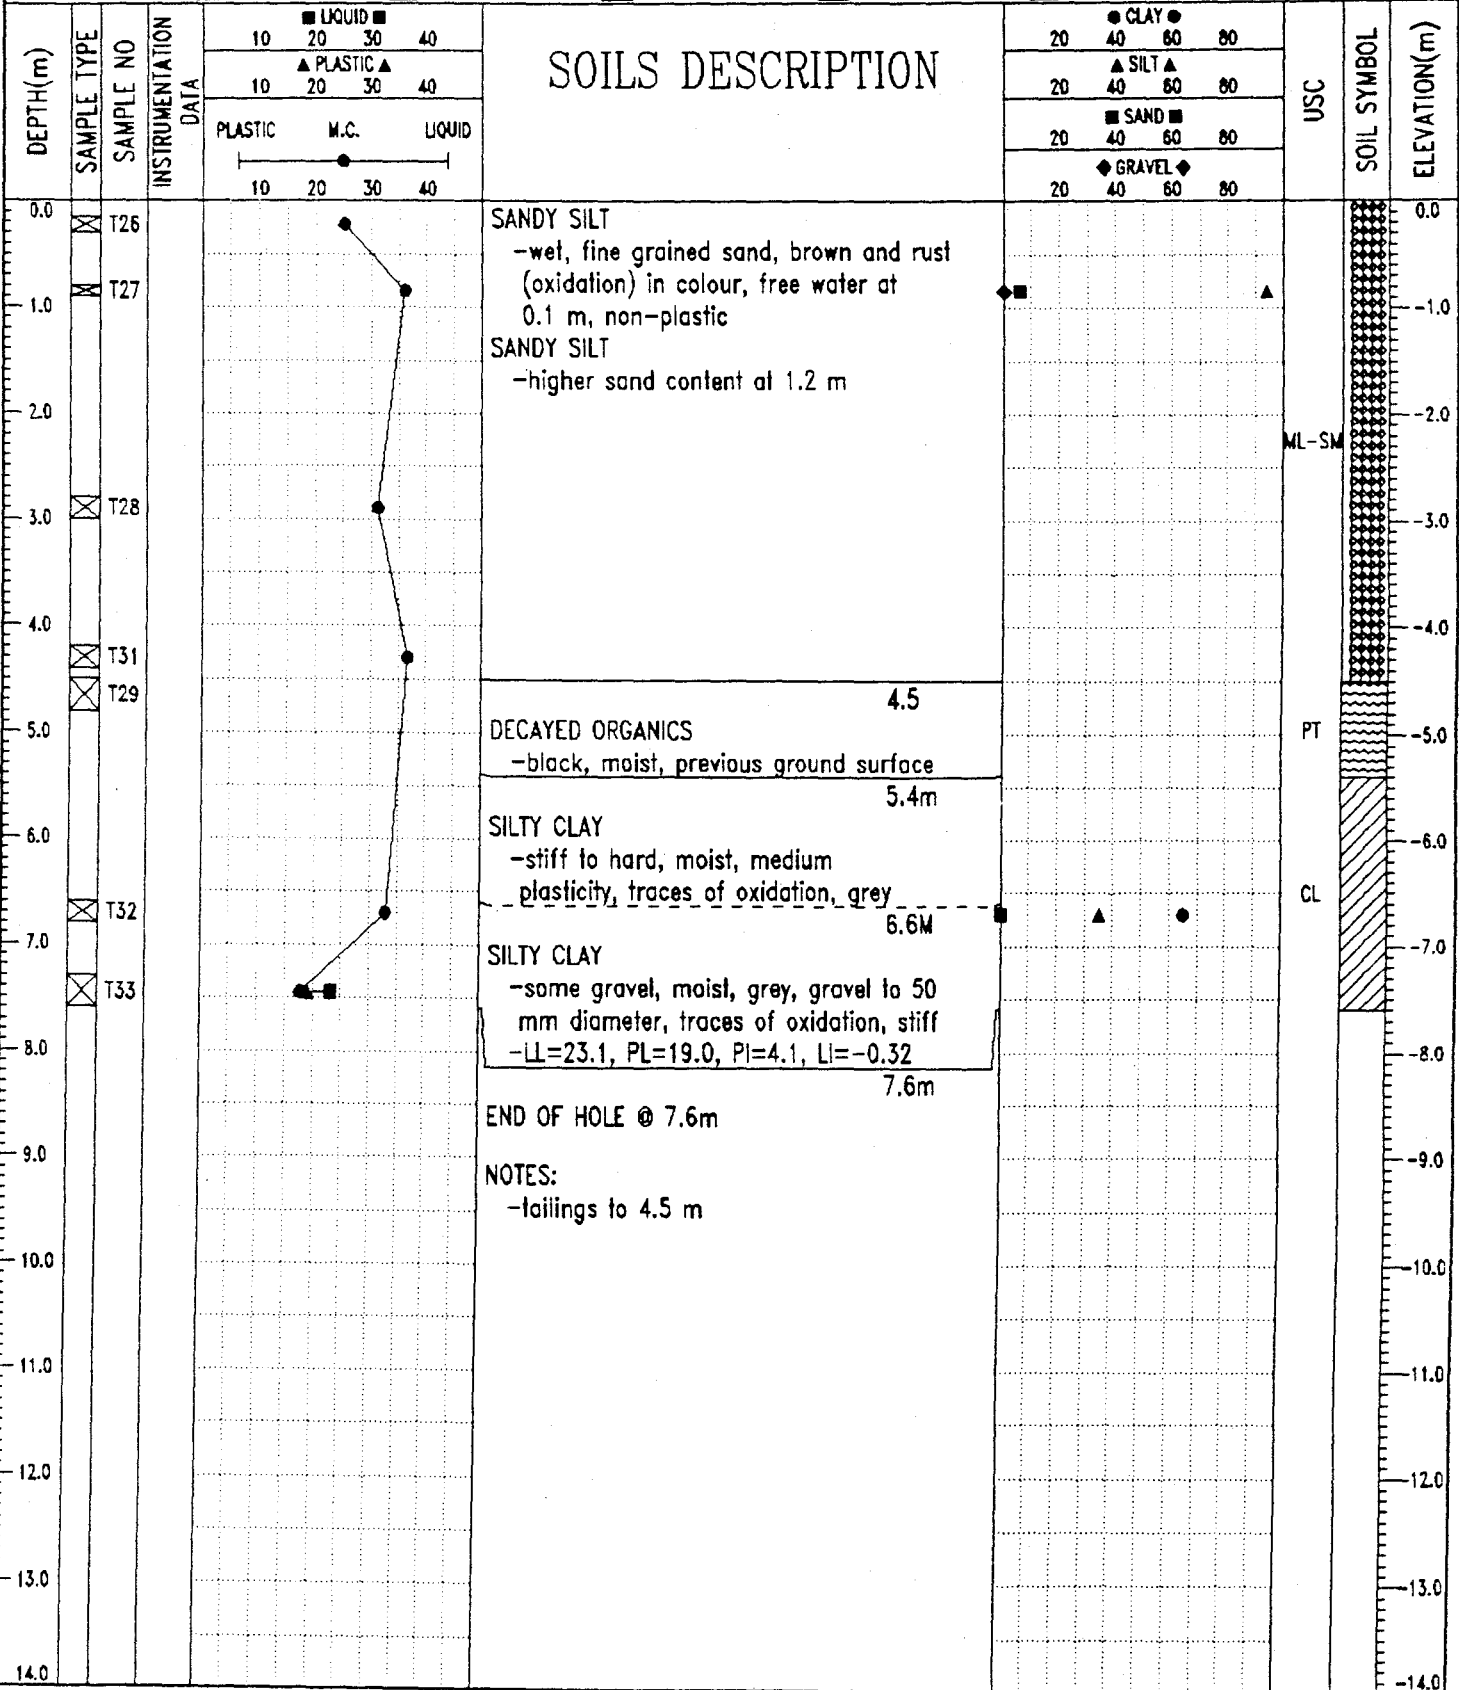 DEPTH(m)
SAMPLE TYPE
SAMPLE NO
INSTRUMENTATION
DATA
■ LIQUID ■
10 20 30 40
▲ PLASTIC ▲
10 20 30 40
PLASTIC M.C. LIQUID
10 20 30 40
SOILS DESCRIPTION
● CLAY ●
20 40 60 80
▲ SILT ▲
20 40 60 80
■ SAND ■
20 40 60 80
◆ GRAVEL ◆
20 40 60 80
USC
SOIL SYMBOL
ELEVATION(m)
0.0
1.0
2.0
3.0
4.0
5.0
6.0
7.0
8.0
9.0
10.0
11.0
12.0
13.0
14.0
T26
T27
T28
T31
T29
T32
T33
SANDY SILT
-wet, fine grained sand, brown and rust
(oxidation) in colour, free water at
0.1 m, non-plastic
SANDY SILT
-higher sand content at 1.2 m
4.5
DECAYED ORGANICS
-black, moist, previous ground surface
5.4m
SILTY CLAY
-stiff to hard, moist, medium
plasticity, traces of oxidation, grey
6.6M
SILTY CLAY
-some gravel, moist, grey, gravel to 50
mm diameter, traces of oxidation, stiff
-LL=23.1, PL=19.0, PI=4.1, LI=-0.32
7.6m
END OF HOLE @ 7.6m
NOTES:
-tailings to 4.5 m
ML-SM
PT
CL
0.0
-1.0
-2.0
-3.0
-4.0
-5.0
-6.0
-7.0
-8.0
-9.0
-10.0
-11.0
-12.0
-13.0
-14.0